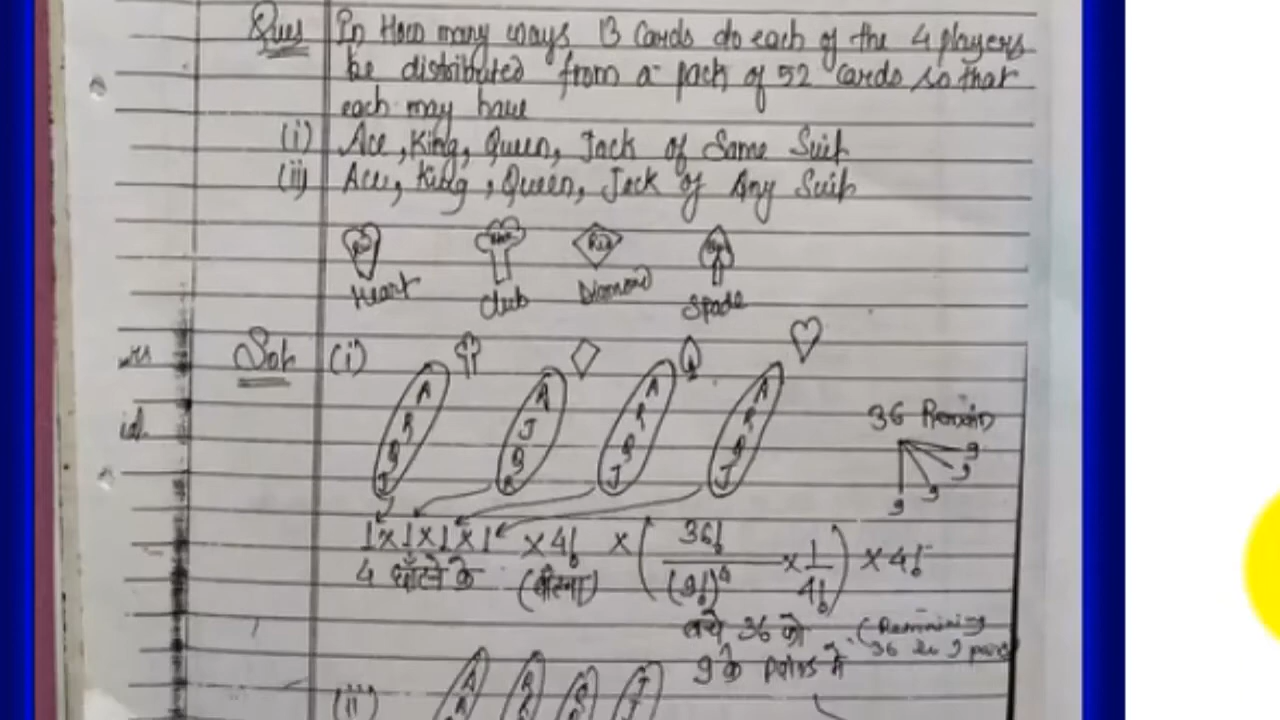 Ques In How many ways 13 Cards do each of the 4 players
be distributed from a pack of 52 cards so that
each may have
(i) Ace, King, Queen, Jack of Same Suit
(ii) Ace, King, Queen, Jack of Any Suit
Heart Club Diamond Spade
Sol. (i)
A A A A
K J K K
Q Q Q Q
J K J J
36 Remain
9 9 9 9
1×1×1×1 × 4! × ( 36! / (9!)⁴ × 1/4! ) × 4!
4 छाँटने के (बाँटना)
बचे 36 को (Remaining
36 के 9 parts
9 के pairs में
(ii) A K Q J